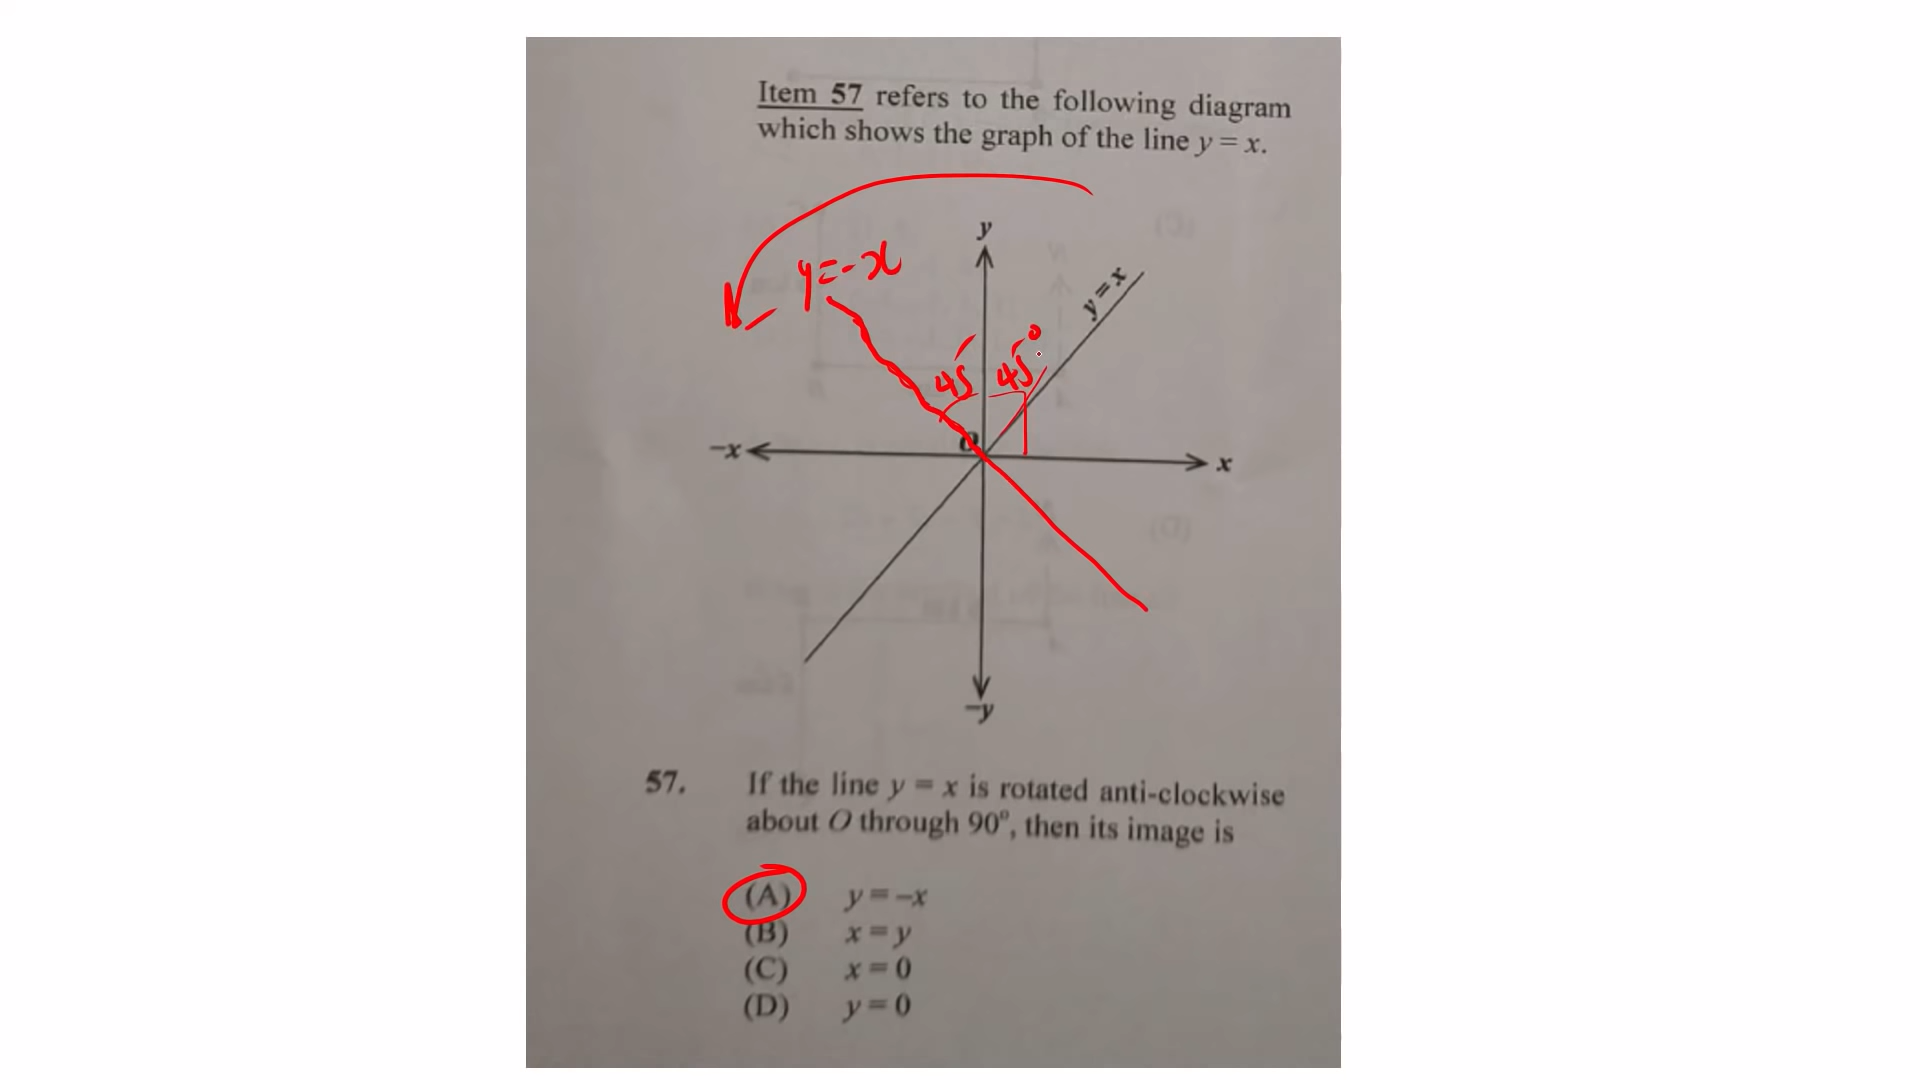 Item 57 refers to the following diagram
which shows the graph of the line y = x.
y
y = -x
y = x
45 45°
O
-x
x
-y
57. If the line y = x is rotated anti-clockwise
about O through 90°, then its image is
(A) y = -x
(B) x = y
(C) x = 0
(D) y = 0